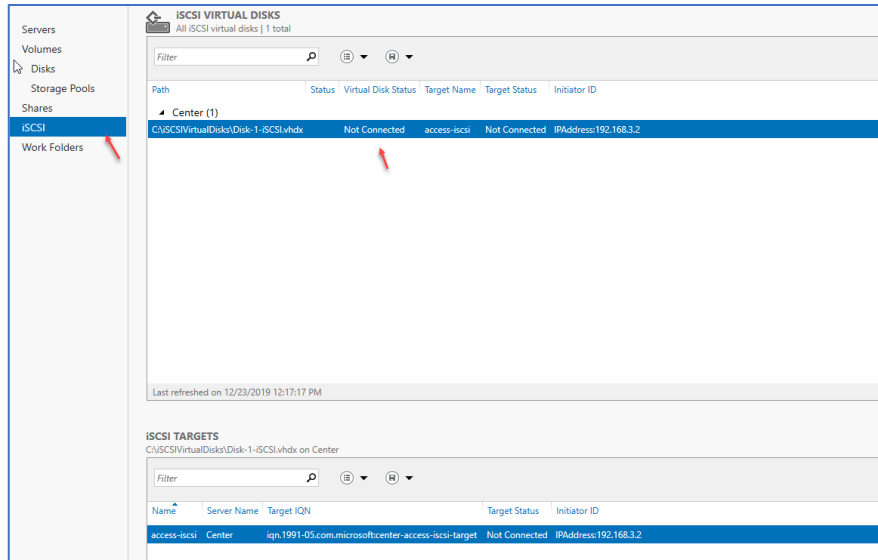 Servers
Volumes
Disks
Storage Pools
Shares
iSCSI
Work Folders
iSCSI VIRTUAL DISKS
All iSCSI virtual disks | 1 total
Filter
Path Status Virtual Disk Status Target Name Target Status Initiator ID
Center (1)
C:\iSCSIVirtualDisks\Disk-1-iSCSI.vhdx Not Connected access-iscsi Not Connected IPAddress:192.168.3.2
Last refreshed on 12/23/2019 12:17:17 PM
iSCSI TARGETS
C:\iSCSIVirtualDisks\Disk-1-iSCSI.vhdx on Center
Filter
Name Server Name Target IQN Target Status Initiator ID
access-iscsi Center iqn.1991-05.com.microsoft:center-access-iscsi-target Not Connected IPAddress:192.168.3.2